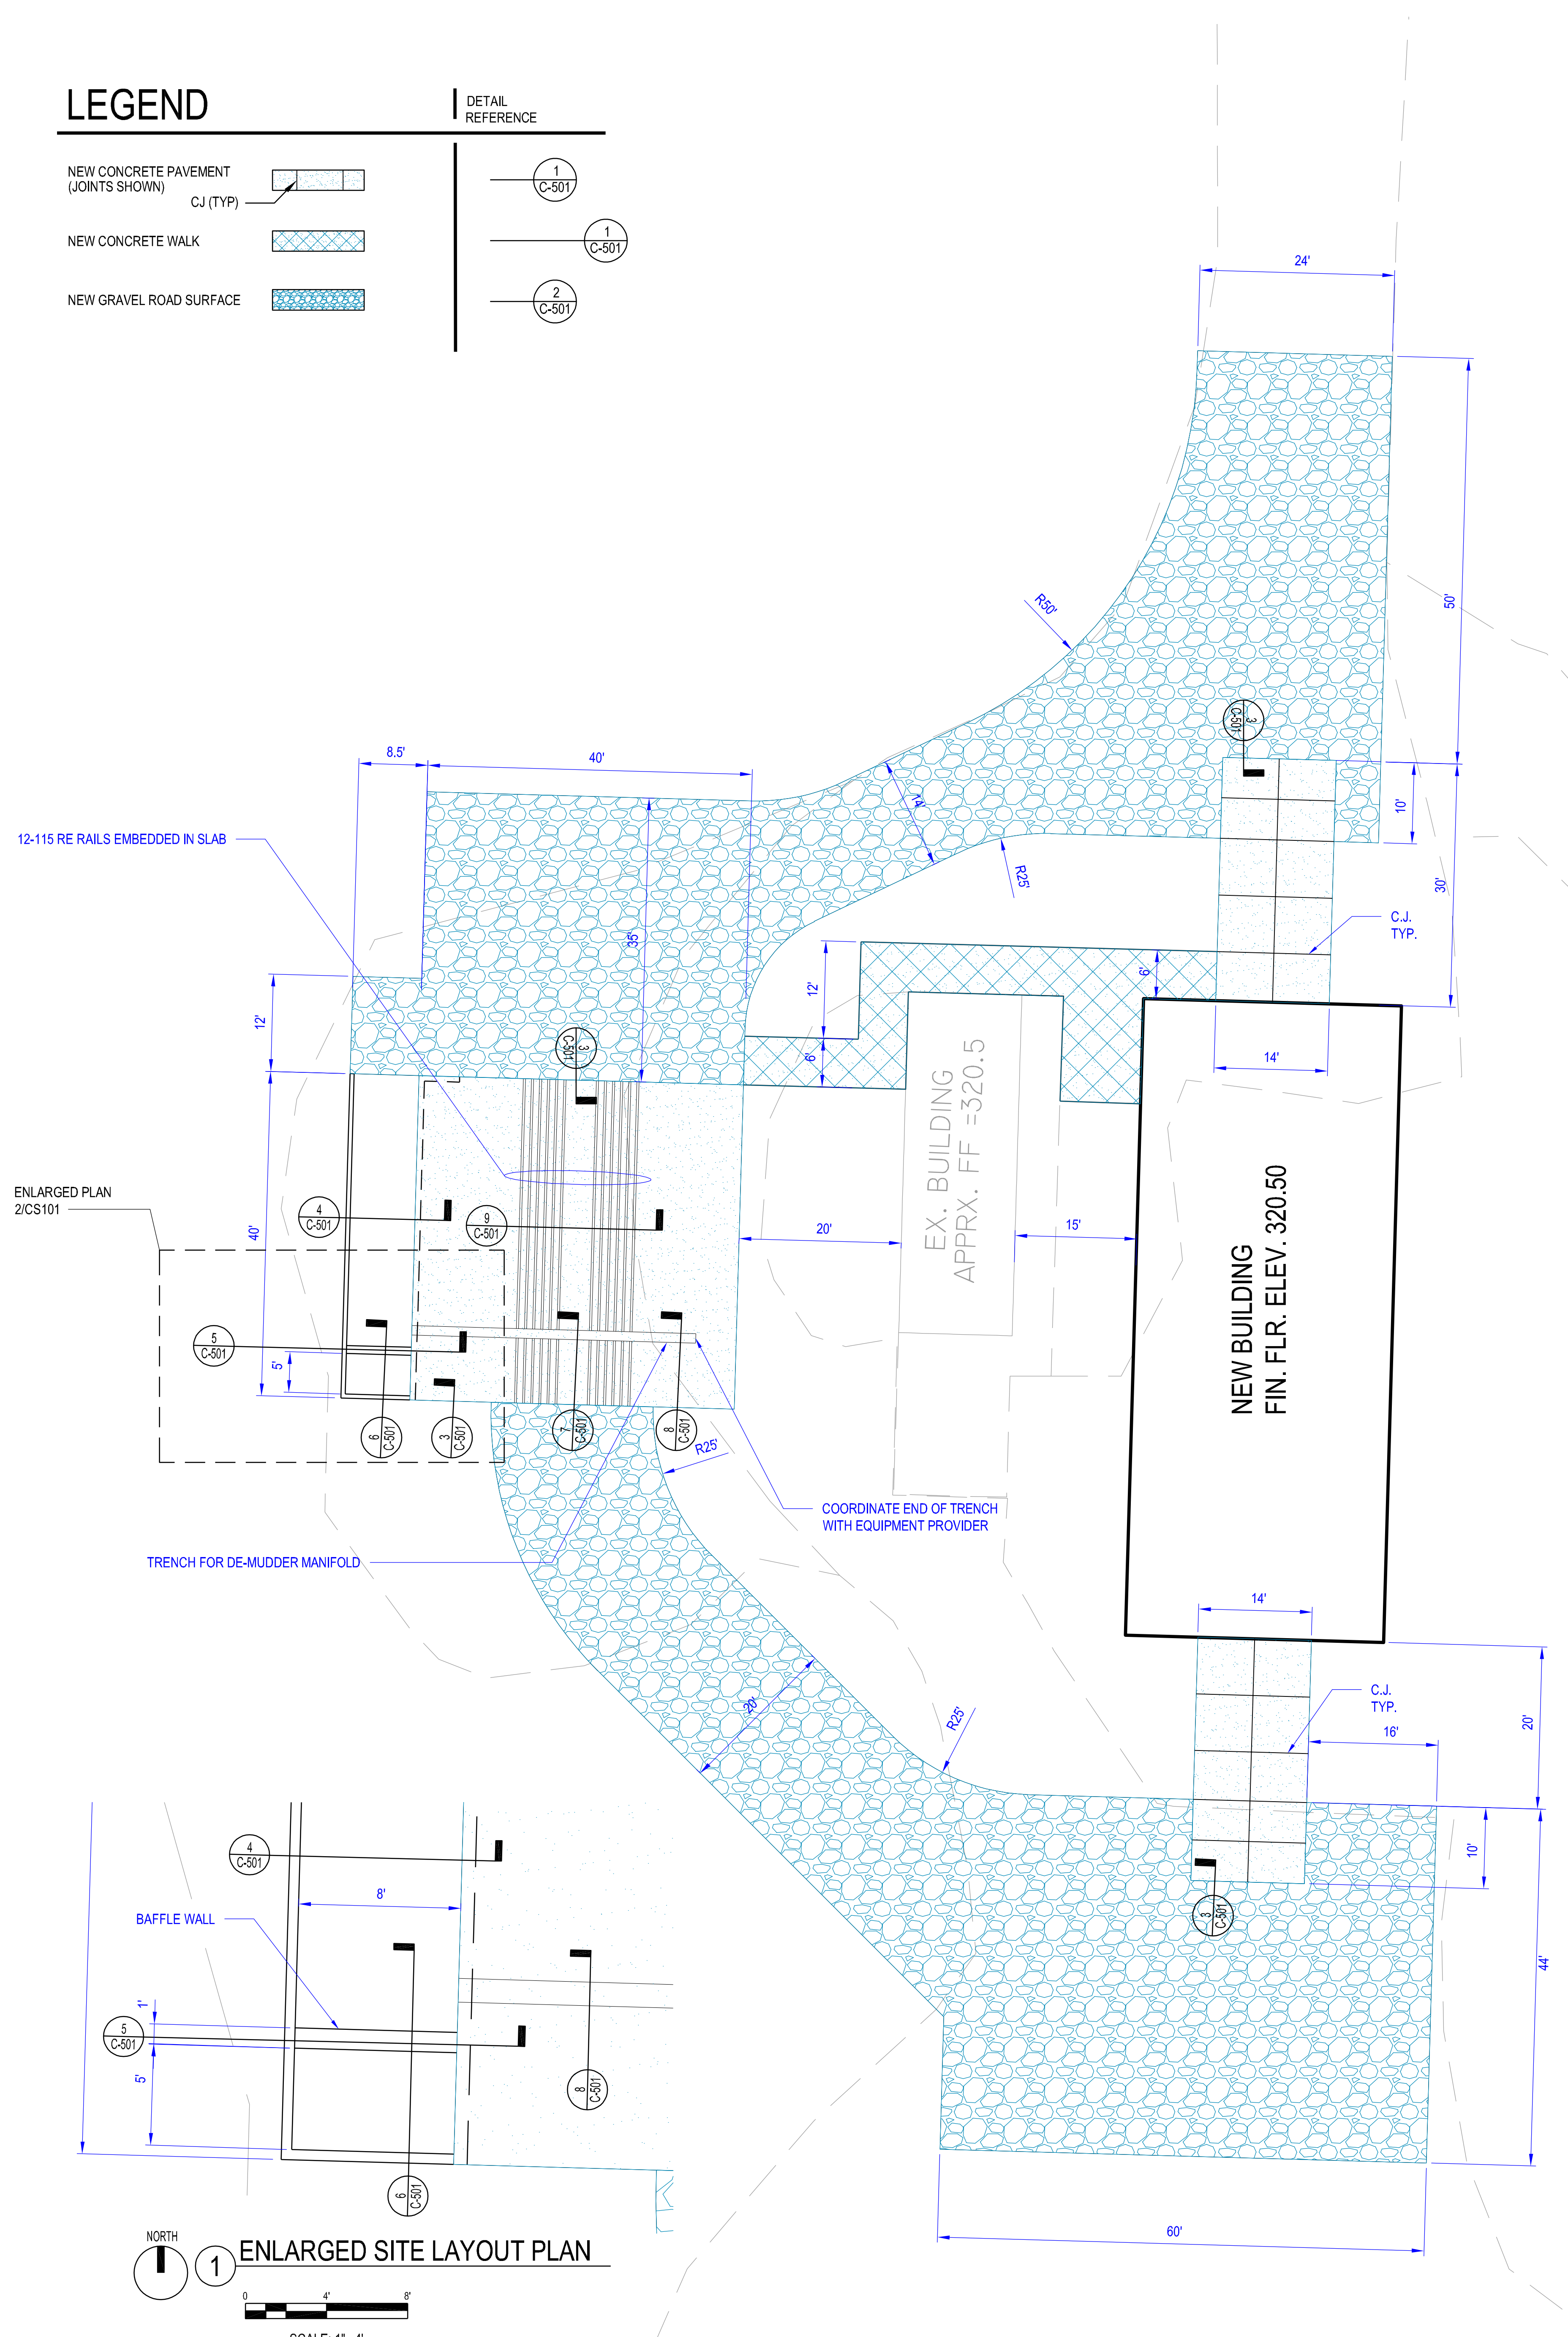 LEGEND
DETAIL
REFERENCE
NEW CONCRETE PAVEMENT
(JOINTS SHOWN)
CJ (TYP)
1
C-501
NEW CONCRETE WALK
1
C-501
NEW GRAVEL ROAD SURFACE
2
C-501
24'
50'
R50'
3
C-501
8.5'
40'
14'
10'
12-115 RE RAILS EMBEDDED IN SLAB
R25'
30'
C.J.
TYP.
35'
12'
6'
12'
6'
3
C-501
14'
EX. BUILDING
APPRX. FF =320.5
ENLARGED PLAN
2/CS101
4
C-501
9
C-501
40'
20'
15'
NEW BUILDING
FIN. FLR. ELEV. 320.50
5
C-501
5'
6
C-501
3
C-501
7
C-501
8
C-501
R25'
COORDINATE END OF TRENCH
WITH EQUIPMENT PROVIDER
TRENCH FOR DE-MUDDER MANIFOLD
14'
20'
R25'
C.J.
TYP.
16'
20'
10'
4
C-501
8'
BAFFLE WALL
3
C-501
44'
1'
5
C-501
5'
8
C-501
6
C-501
60'
NORTH
1
ENLARGED SITE LAYOUT PLAN
0
4'
8'